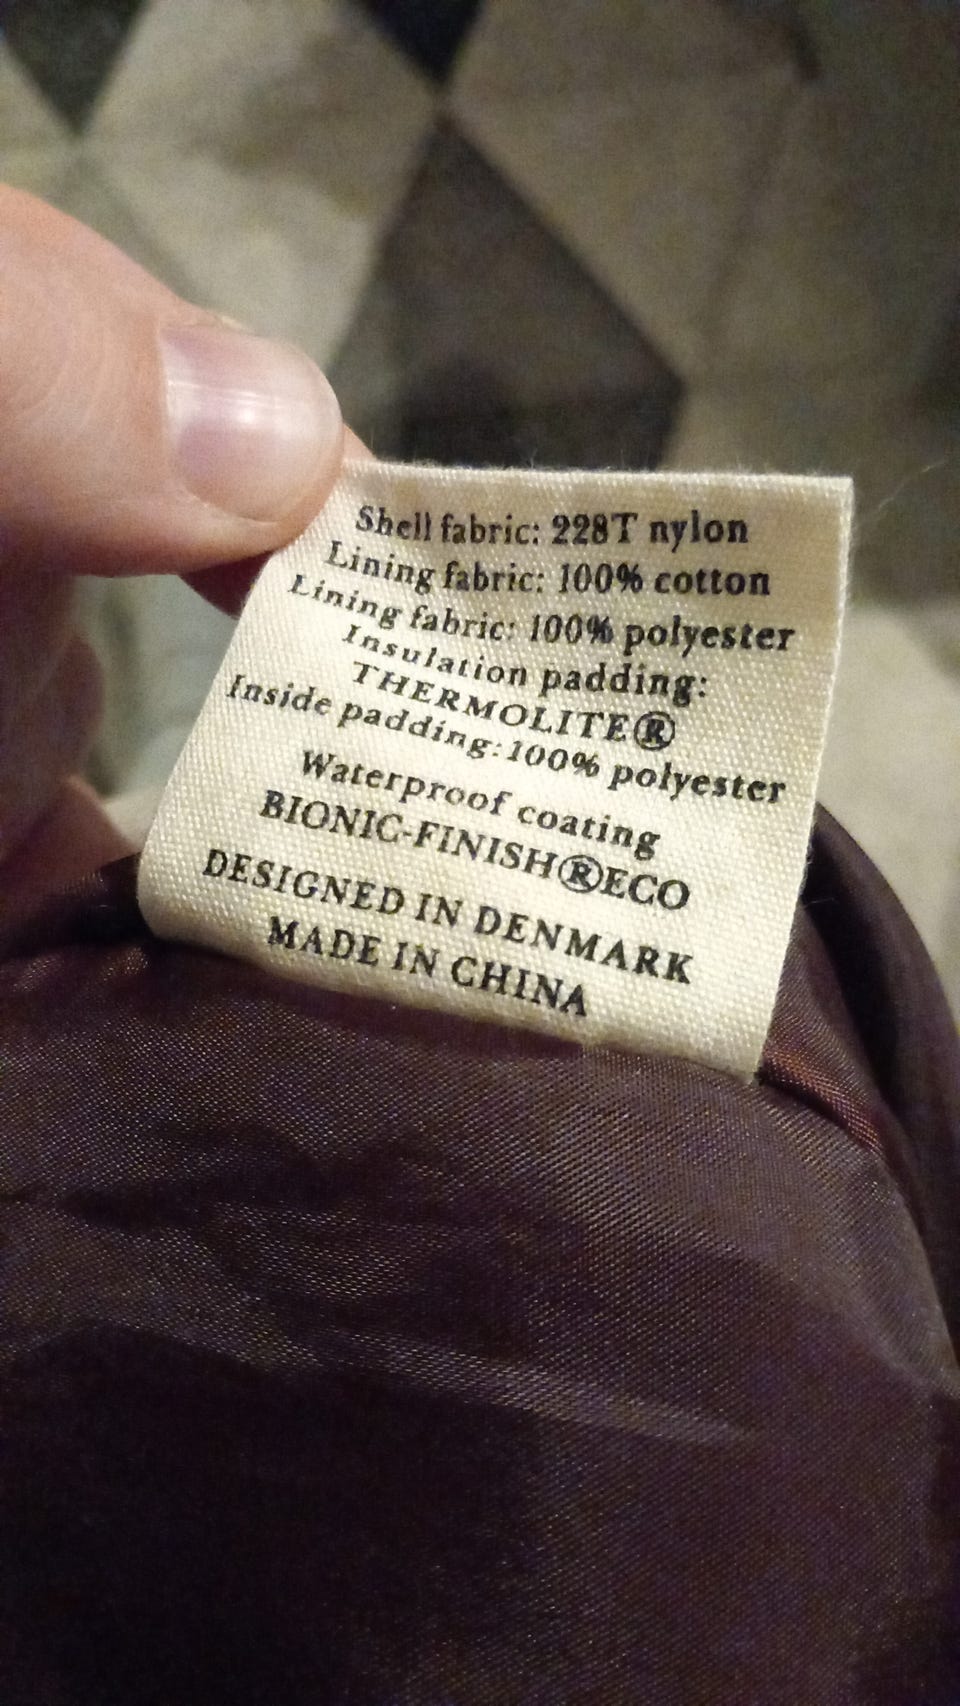 Shell fabric: 228T nylon
Lining fabric: 100% cotton
Lining fabric: 100% polyester
Insulation padding:
THERMOLITE®
Inside padding:100% polyester
Waterproof coating
BIONIC-FINISH®ECO
DESIGNED IN DENMARK
MADE IN CHINA